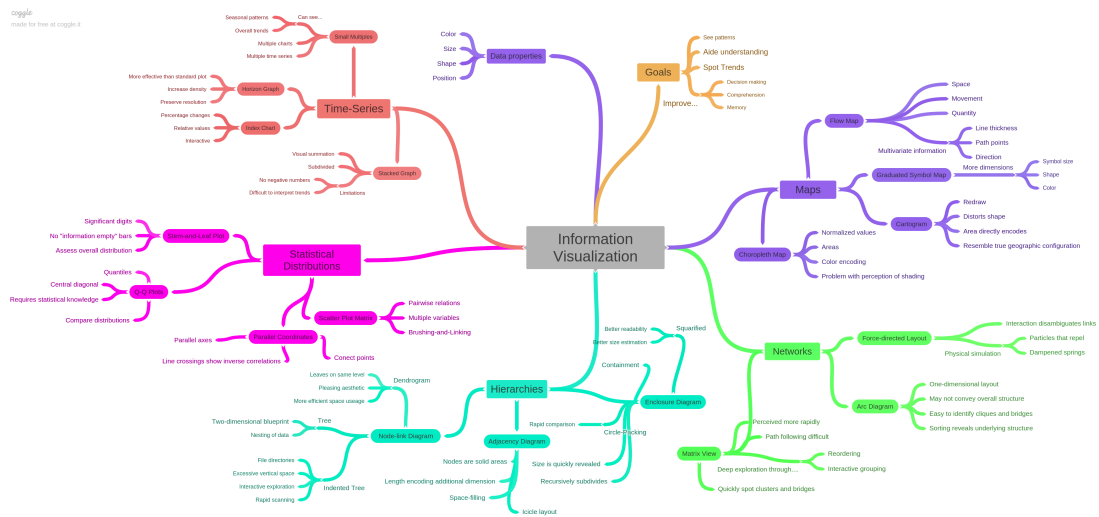 coggle
made for free at coggle.it
Information
Visualization
Time-Series
Small Multiples
Can see...
Seasonal patterns
Overall trends
Multiple charts
Multiple time series
Horizon Graph
More effective than standard plot
Increase density
Preserve resolution
Index Chart
Percentage changes
Relative values
Interactive
Stacked Graph
Visual summation
Subdivided
Limitations
No negative numbers
Difficult to interpret trends
Data properties
Color
Size
Shape
Position
Goals
See patterns
Aide understanding
Spot Trends
Improve...
Decision making
Comprehension
Memory
Maps
Flow Map
Space
Movement
Quantity
Multivariate information
Line thickness
Path points
Direction
Graduated Symbol Map
More dimensions
Symbol size
Shape
Color
Cartogram
Redraw
Distorts shape
Area directly encodes
Resemble true geographic configuration
Choropleth Map
Normalized values
Areas
Color encoding
Problem with perception of shading
Statistical
Distributions
Stem-and-Leaf Plot
Significant digits
No "information empty" bars
Assess overall distribution
Q-Q Plots
Quantiles
Central diagonal
Requires statistical knowledge
Compare distributions
Scatter Plot Matrix
Pairwise relations
Multiple variables
Brushing-and-Linking
Parallel Coordinates
Parallel axes
Line crossings show inverse correlations
Conect points
Hierarchies
Node-link Diagram
Dendrogram
Leaves on same level
Pleasing aesthetic
More efficient space useage
Tree
Two-dimensional blueprint
Nesting of data
Indented Tree
File directories
Excessive vertical space
Interactive exploration
Rapid scanning
Adjacency Diagram
Nodes are solid areas
Length encoding additional dimension
Space-filling
Icicle layout
Enclosure Diagram
Squarified
Better readability
Better size estimation
Containment
Circle-Packing
Rapid comparison
Size is quickly revealed
Recursively subdivides
Networks
Force-directed Layout
Interaction disambiguates links
Physical simulation
Particles that repel
Dampened springs
Arc Diagram
One-dimensional layout
May not convey overall structure
Easy to identify cliques and bridges
Sorting reveals underlying structure
Matrix View
Perceived more rapidly
Path following difficult
Deep exploration through....
Reordering
Interactive grouping
Quickly spot clusters and bridges